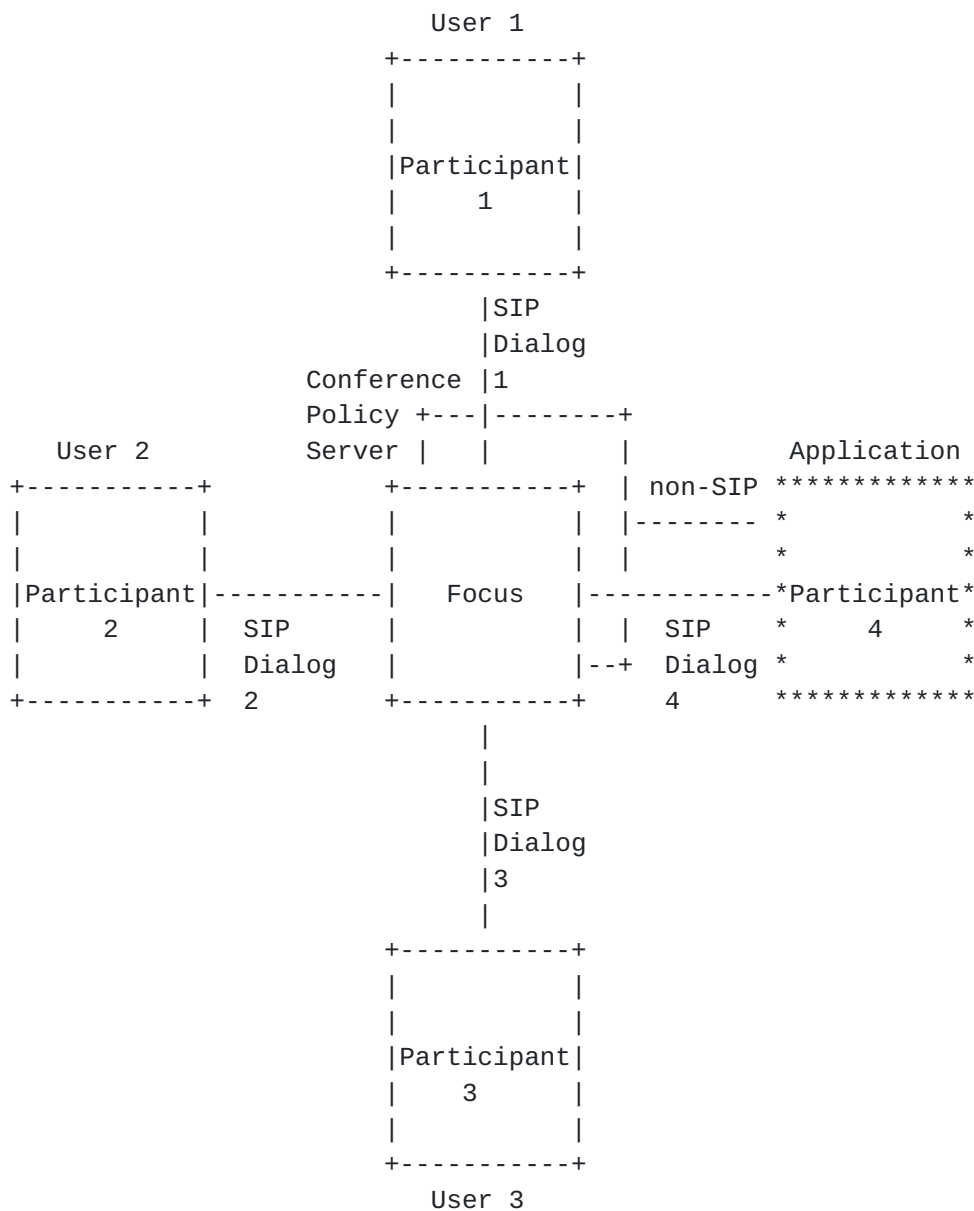 User 1
Participant
1
SIP
Dialog
Conference 1
Policy
User 2 Server Application
non-SIP
Participant Focus Participant
2 SIP SIP 4
Dialog Dialog
2 4
SIP
Dialog
3
Participant
3
User 3